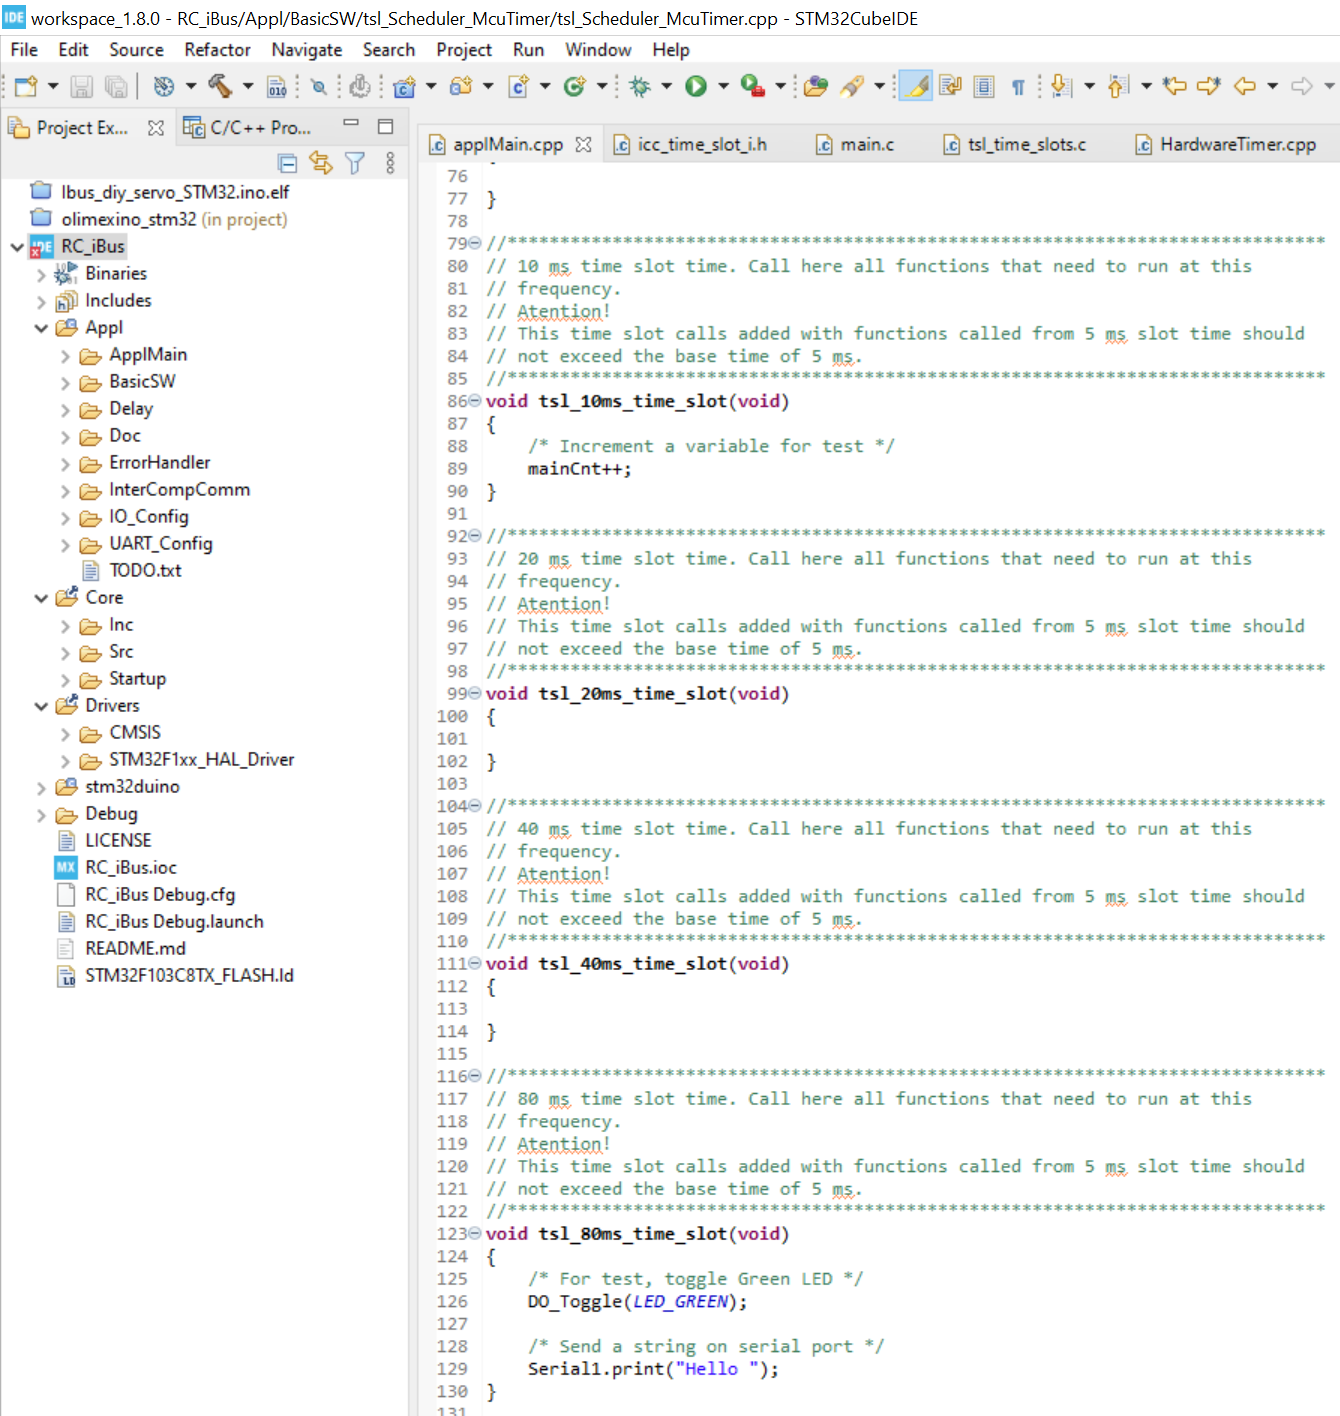 workspace_1.8.0 - RC_iBus/Appl/BasicSW/tsl_Scheduler_McuTimer/tsl_Scheduler_McuTimer.cpp - STM32CubeIDE
File Edit Source Refactor Navigate Search Project Run Window Help
Project Ex... C/C++ Pro...
Ibus_diy_servo_STM32.ino.elf
olimexino_stm32 (in project)
RC_iBus
Binaries
Includes
Appl
ApplMain
BasicSW
Delay
Doc
ErrorHandler
InterCompComm
IO_Config
UART_Config
TODO.txt
Core
Inc
Src
Startup
Drivers
CMSIS
STM32F1xx_HAL_Driver
stm32duino
Debug
LICENSE
RC_iBus.ioc
RC_iBus Debug.cfg
RC_iBus Debug.launch
README.md
STM32F103C8TX_FLASH.ld
applMain.cpp icc_time_slot_i.h main.c tsl_time_slots.c HardwareTimer.cpp
76
77 }
78
79 //******************************************************************************
80 // 10 ms time slot time. Call here all functions that need to run at this
81 // frequency.
82 // Atention!
83 // This time slot calls added with functions called from 5 ms slot time should
84 // not exceed the base time of 5 ms.
85 //******************************************************************************
86 void tsl_10ms_time_slot(void)
87 {
88 /* Increment a variable for test */
89 mainCnt++;
90 }
91
92 //******************************************************************************
93 // 20 ms time slot time. Call here all functions that need to run at this
94 // frequency.
95 // Atention!
96 // This time slot calls added with functions called from 5 ms slot time should
97 // not exceed the base time of 5 ms.
98 //******************************************************************************
99 void tsl_20ms_time_slot(void)
100 {
101
102 }
103
104 //******************************************************************************
105 // 40 ms time slot time. Call here all functions that need to run at this
106 // frequency.
107 // Atention!
108 // This time slot calls added with functions called from 5 ms slot time should
109 // not exceed the base time of 5 ms.
110 //******************************************************************************
111 void tsl_40ms_time_slot(void)
112 {
113
114 }
115
116 //******************************************************************************
117 // 80 ms time slot time. Call here all functions that need to run at this
118 // frequency.
119 // Atention!
120 // This time slot calls added with functions called from 5 ms slot time should
121 // not exceed the base time of 5 ms.
122 //******************************************************************************
123 void tsl_80ms_time_slot(void)
124 {
125 /* For test, toggle Green LED */
126 DO_Toggle(LED_GREEN);
127
128 /* Send a string on serial port */
129 Serial1.print("Hello ");
130 }
131